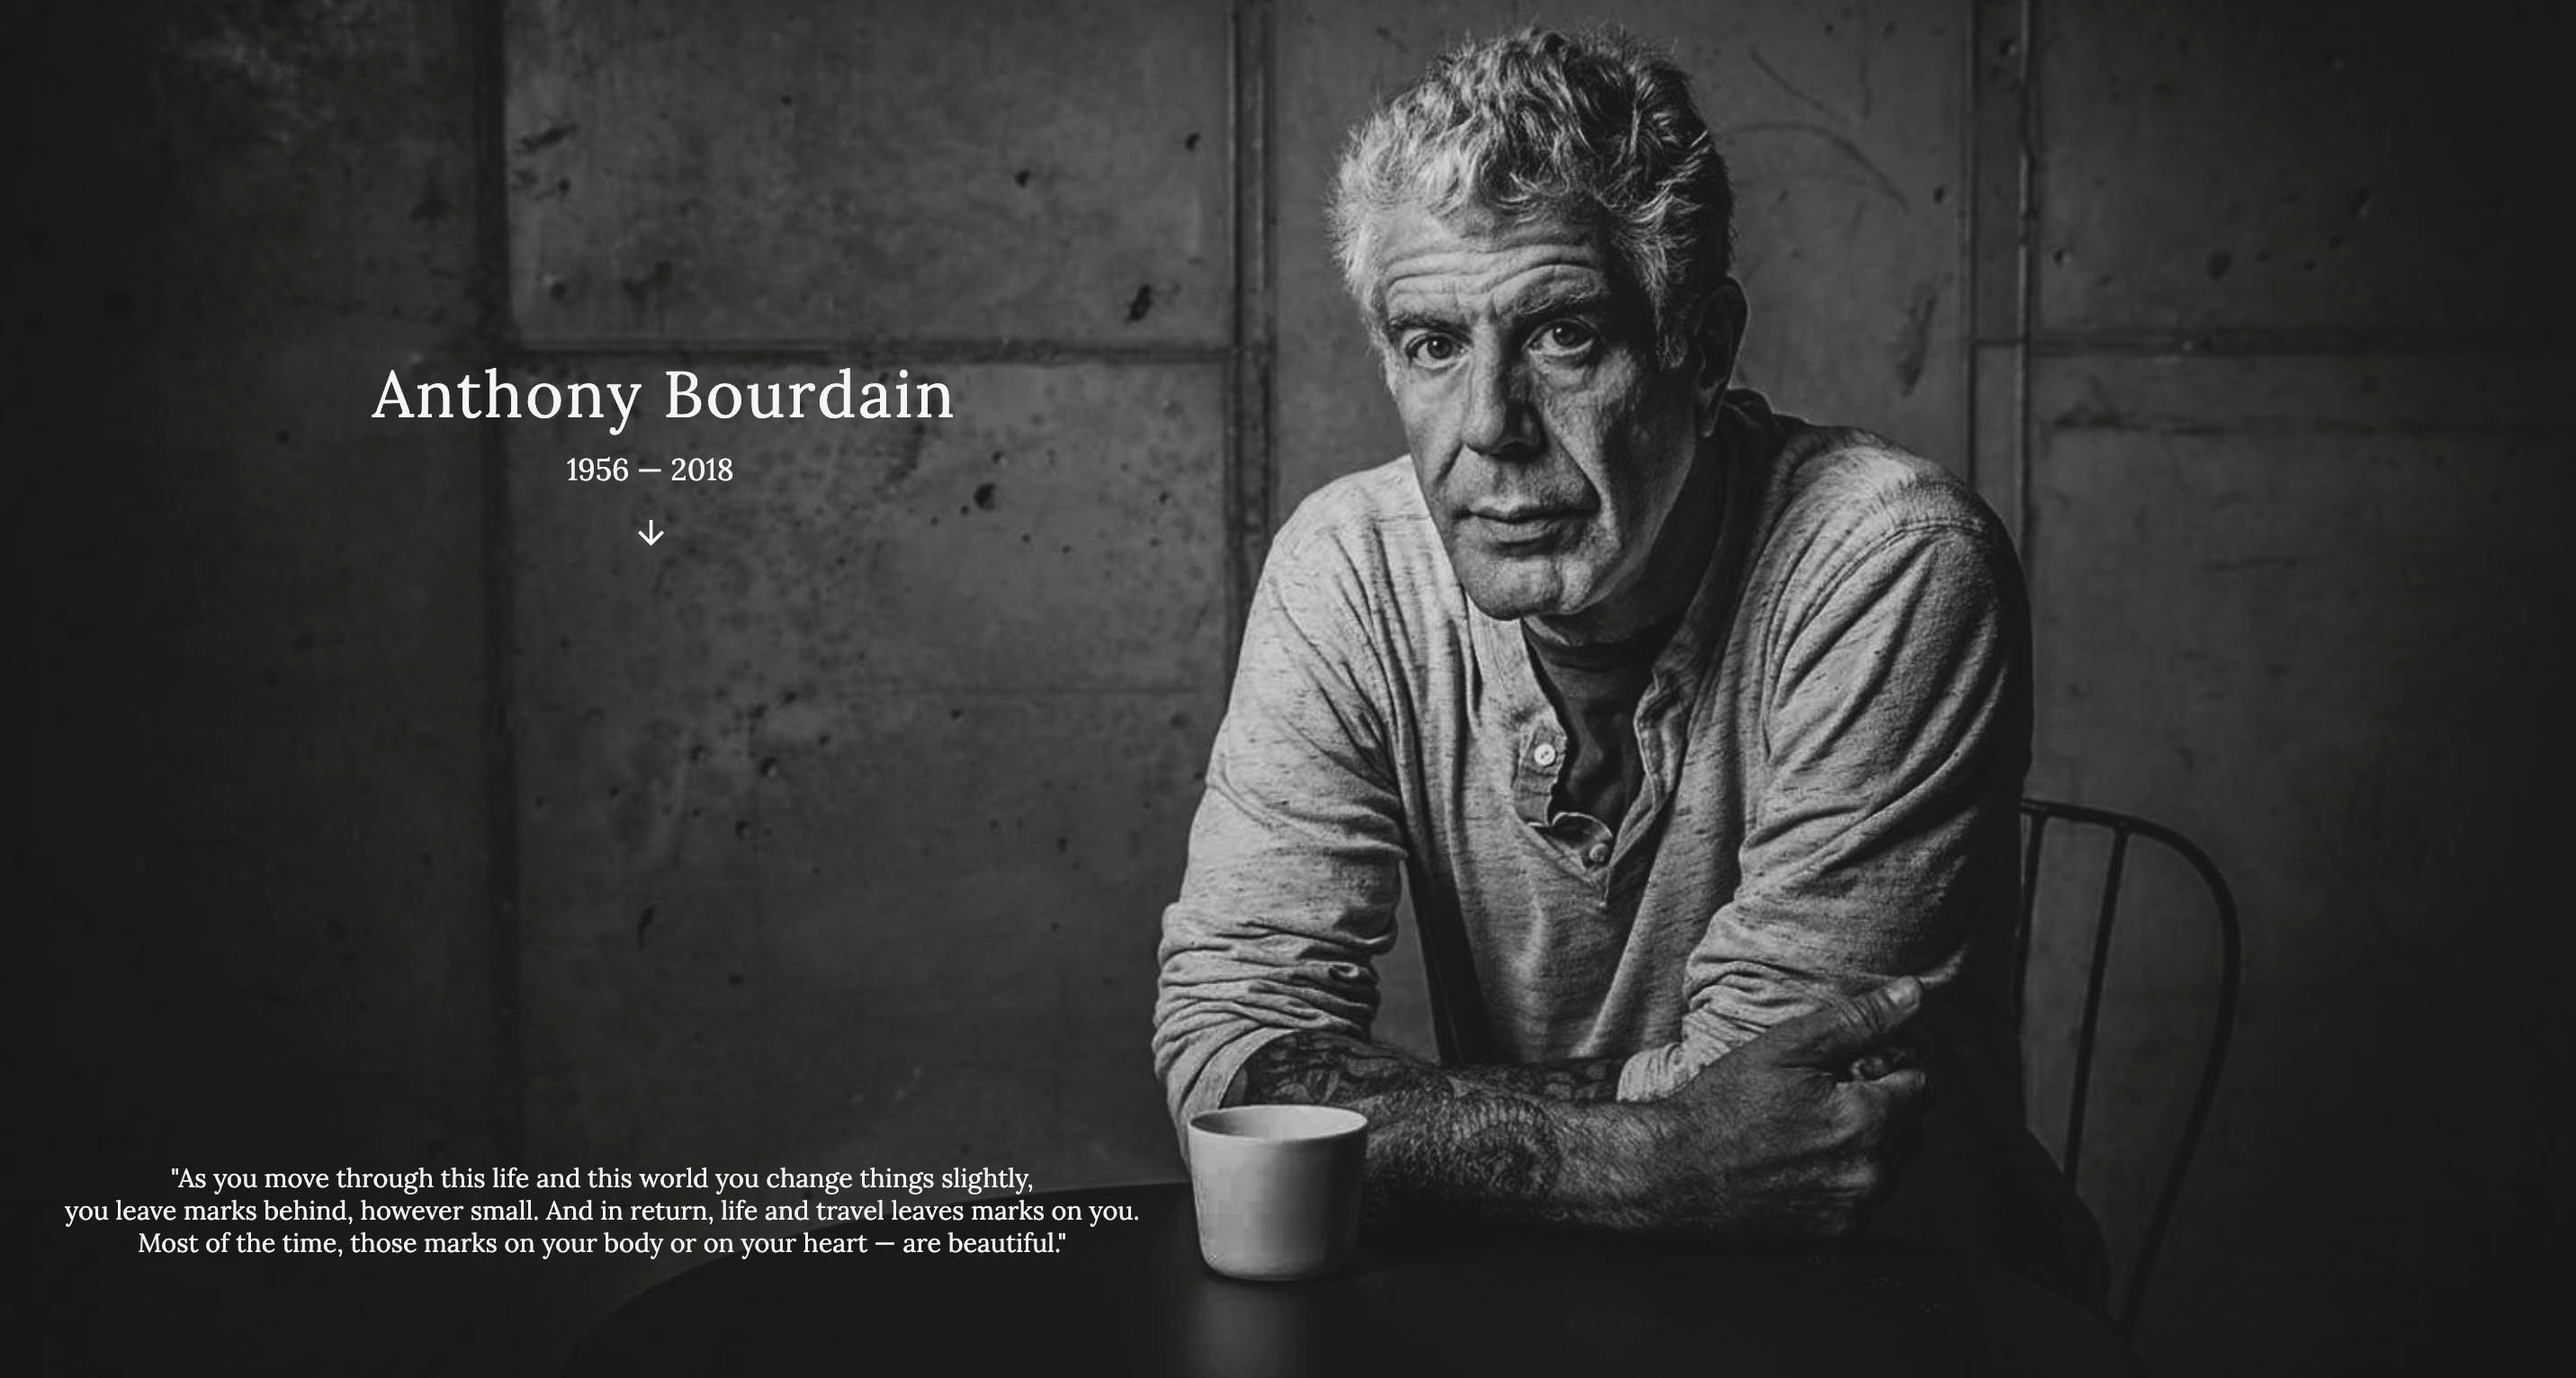 Anthony Bourdain
1956 — 2018
↓
"As you move through this life and this world you change things slightly,
you leave marks behind, however small. And in return, life and travel leaves marks on you.
Most of the time, those marks on your body or on your heart — are beautiful."